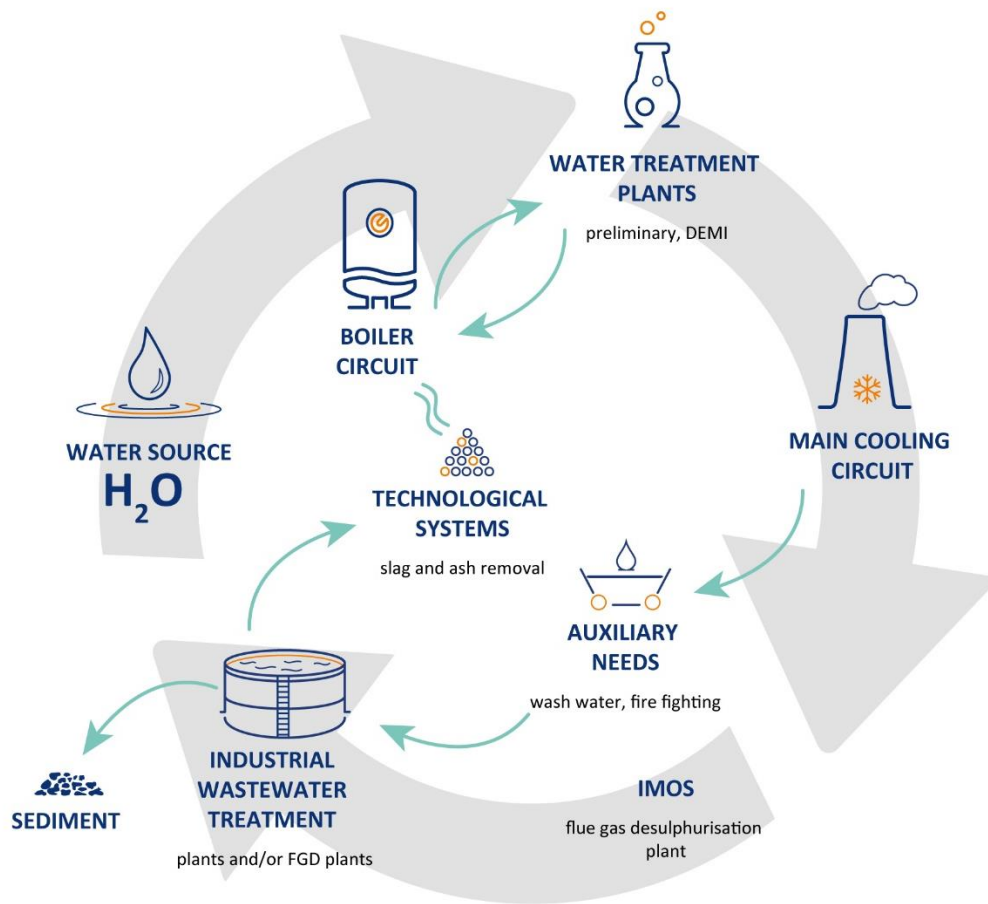 WATER TREATMENT
PLANTS
preliminary, DEMI
BOILER
CIRCUIT
WATER SOURCE
H₂O
MAIN COOLING
CIRCUIT
TECHNOLOGICAL
SYSTEMS
slag and ash removal
AUXILIARY
NEEDS
wash water, fire fighting
INDUSTRIAL
WASTEWATER
TREATMENT
plants and/or FGD plants
SEDIMENT
IMOS
flue gas desulphurisation
plant